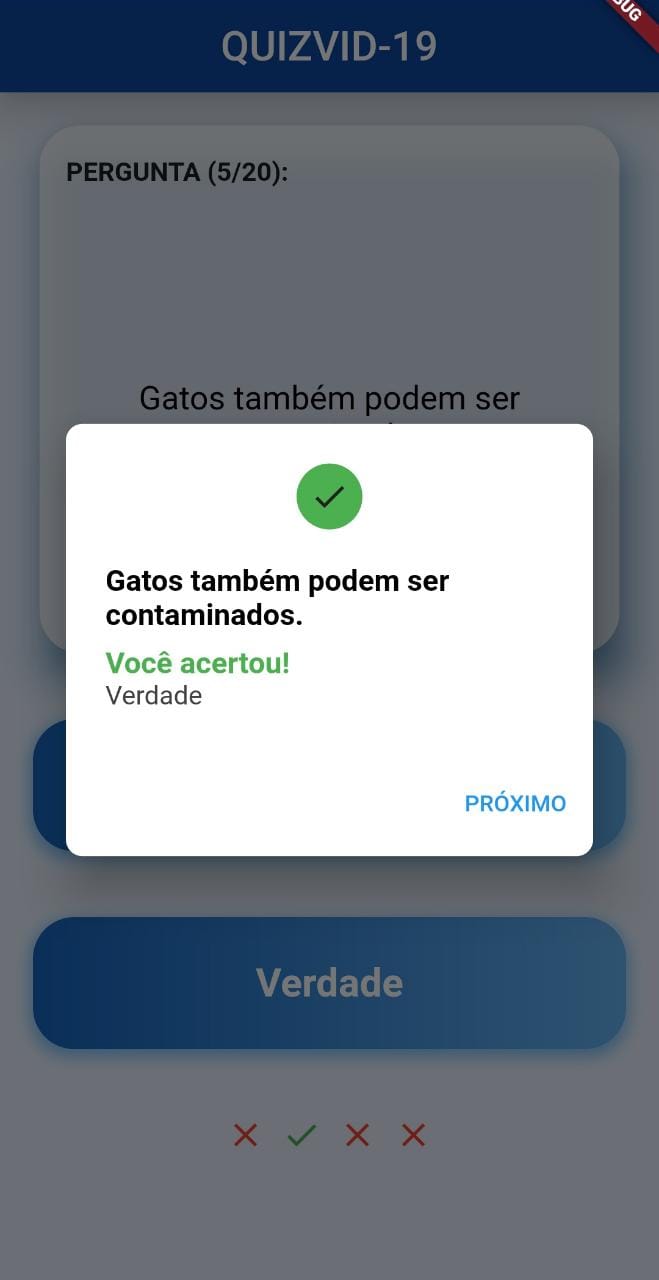 QUIZVID-19
PERGUNTA (5/20):
Gatos também podem ser
Gatos também podem ser
contaminados.
Você acertou!
Verdade
PRÓXIMO
Verdade